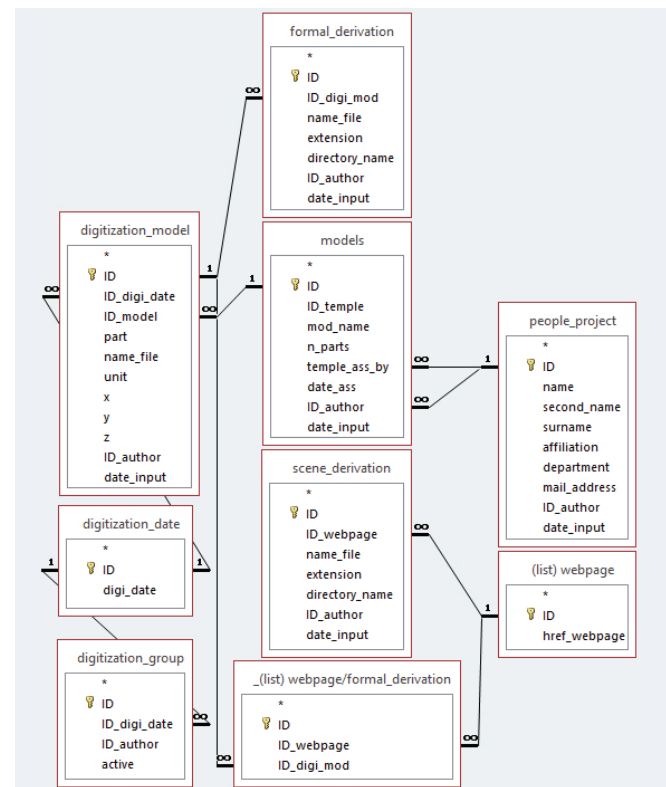 formal_derivation
*
ID
ID_digi_mod
name_file
extension
directory_name
ID_author
date_input
digitization_model
*
ID
ID_digi_date
ID_model
part
name_file
unit
x
y
z
ID_author
date_input
models
*
ID
ID_temple
mod_name
n_parts
temple_ass_by
date_ass
ID_author
date_input
people_project
*
ID
name
second_name
surname
affiliation
department
mail_address
ID_author
date_input
scene_derivation
*
ID
ID_webpage
name_file
extension
directory_name
ID_author
date_input
digitization_date
*
ID
digi_date
(list) webpage
*
ID
href_webpage
digitization_group
*
ID
ID_digi_date
ID_author
active
_(list) webpage/formal_derivation
*
ID
ID_webpage
ID_digi_mod
∞
1
1
∞
∞
∞
1
∞
1
1
∞
1
∞
∞
∞